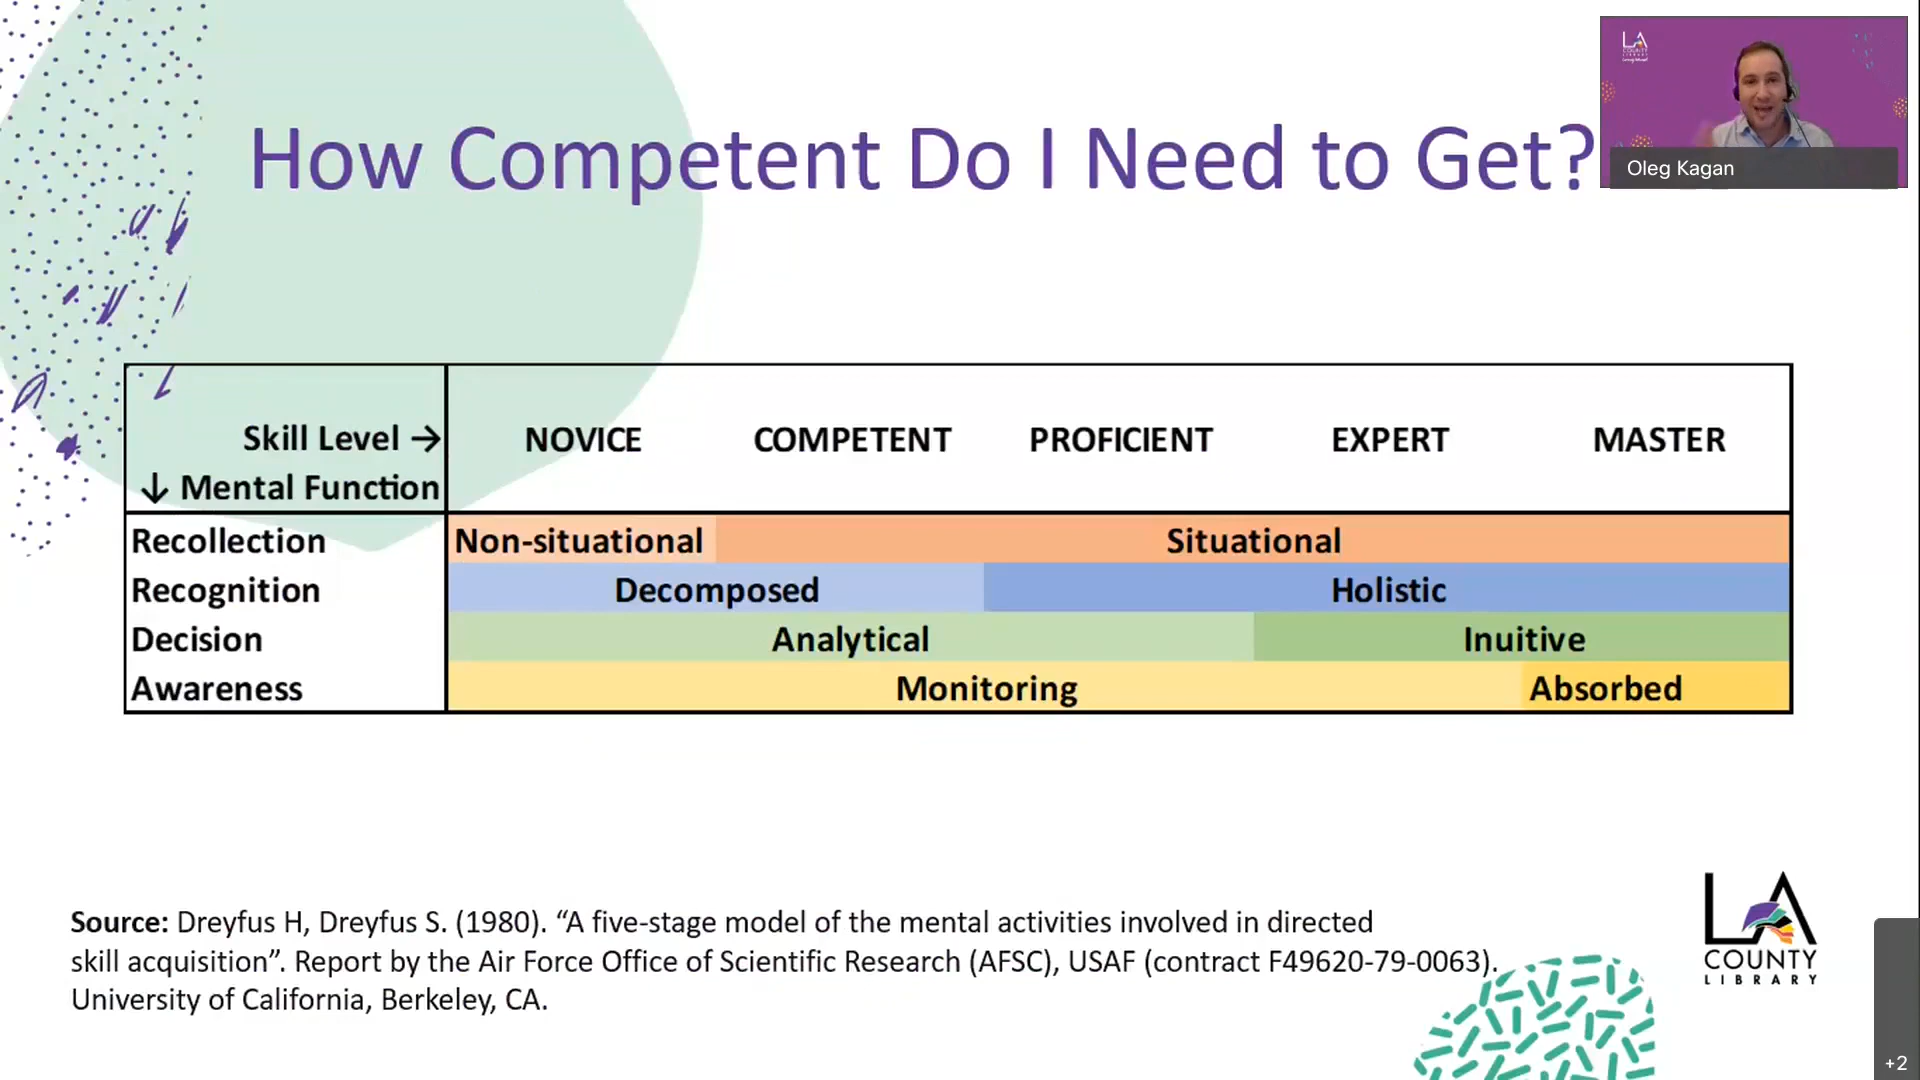 How Competent Do I Need to Get?
LA
COUNTY
LIBRARY
Oleg Kagan
Skill Level → NOVICE COMPETENT PROFICIENT EXPERT MASTER
↓ Mental Function
Recollection Non-situational Situational
Recognition Decomposed Holistic
Decision Analytical Inuitive
Awareness Monitoring Absorbed
Source: Dreyfus H, Dreyfus S. (1980). “A five-stage model of the mental activities involved in directed
skill acquisition”. Report by the Air Force Office of Scientific Research (AFSC), USAF (contract F49620-79-0063).
University of California, Berkeley, CA.
LA
COUNTY
LIBRARY
+2